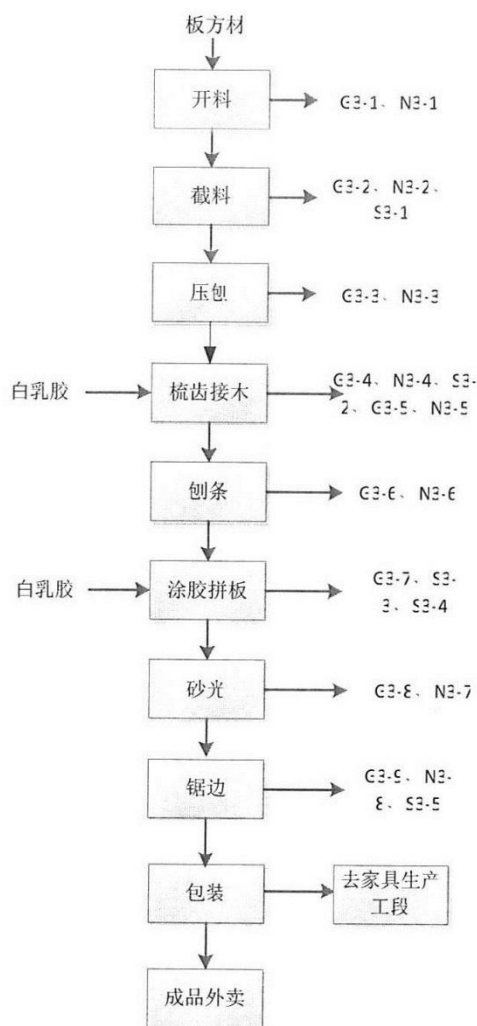 板方材
开料
G3-1、N3-1
截料
G3-2、N3-2、
S3-1
压刨
G3-3、N3-3
白乳胶
梳齿接木
G3-4、N3-4、S3-
2、G3-5、N3-5
刨条
G3-6、N3-6
白乳胶
涂胶拼板
G3-7、S3-
3、S3-4
砂光
G3-8、N3-7
锯边
G3-9、N3-
8、S3-5
包装
去家具生产
工段
成品外卖